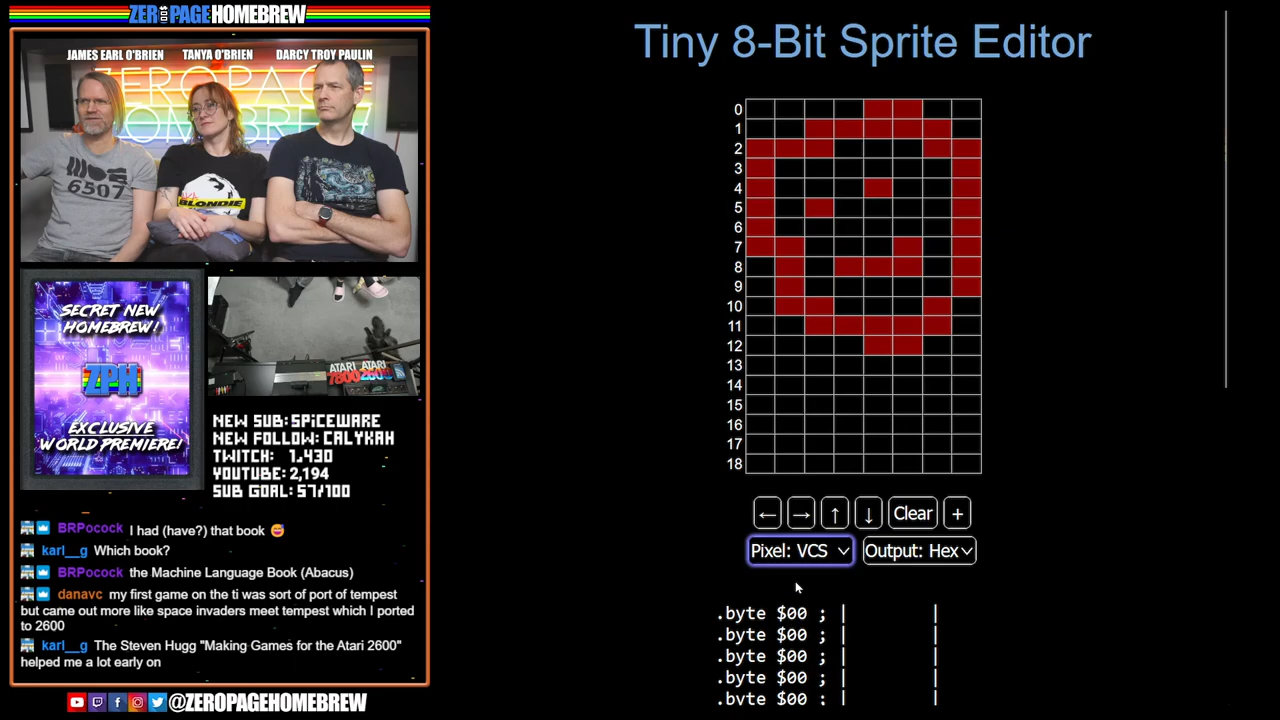 ZEROPAGEHOMEBREW
JAMES EARL O'BRIEN TANYA O'BRIEN DARCY TROY PAULIN
ZEROPAGE
HOMEBREW
6507
BLONDIE
SECRET NEW
HOMEBREW!
ZPH
EXCLUSIVE
WORLD PREMIERE!
ATARI ATARI
7800 2600
NEW SUB: SPICEWARE
NEW FOLLOW: CALYKAH
TWITCH: 1,430
YOUTUBE: 2,194
SUB GOAL: 57/100
BRPocock I had (have?) that book 😅
karl__g Which book?
BRPocock the Machine Language Book (Abacus)
danavc my first game on the ti was sort of port of tempest
but came out more like space invaders meet tempest which I ported
to 2600
karl__g The Steven Hugg "Making Games for the Atari 2600"
helped me a lot early on
@ZEROPAGEHOMEBREW
Tiny 8-Bit Sprite Editor
0
1
2
3
4
5
6
7
8
9
10
11
12
13
14
15
16
17
18
← → ↑ ↓ Clear +
Pixel: VCS Output: Hex
.byte $00 ; | |
.byte $00 ; | |
.byte $00 ; | |
.byte $00 ; | |
.byte $00 ; | |